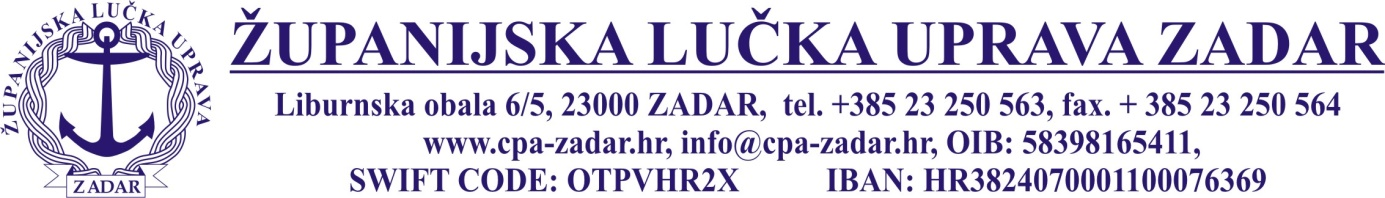 ŽUPANIJSKA LUČKA UPRAVA
ZADAR
ŽUPANIJSKA LUČKA UPRAVA ZADAR
Liburnska obala 6/5, 23000 ZADAR, tel. +385 23 250 563, fax. + 385 23 250 564
www.cpa-zadar.hr, info@cpa-zadar.hr, OIB: 58398165411,
SWIFT CODE: OTPVHR2X IBAN: HR3824070001100076369